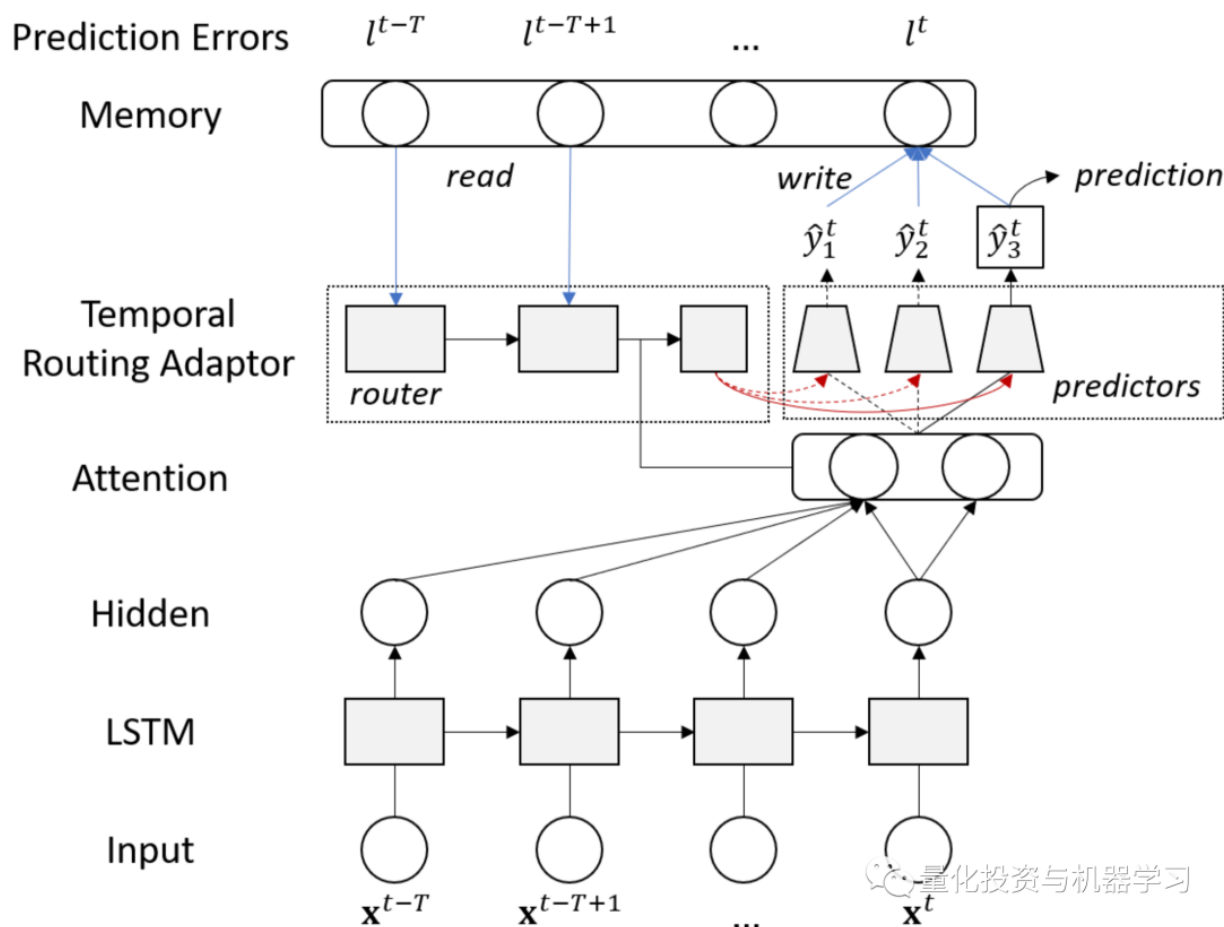 Prediction Errors l^{t-T} l^{t-T+1} ... l^t
Memory
read write prediction
ŷ_1^t ŷ_2^t ŷ_3^t
Temporal
Routing Adaptor
router predictors
Attention
Hidden
LSTM
Input
量化投资与机器学习
x^{t-T} x^{t-T+1} ... x^t